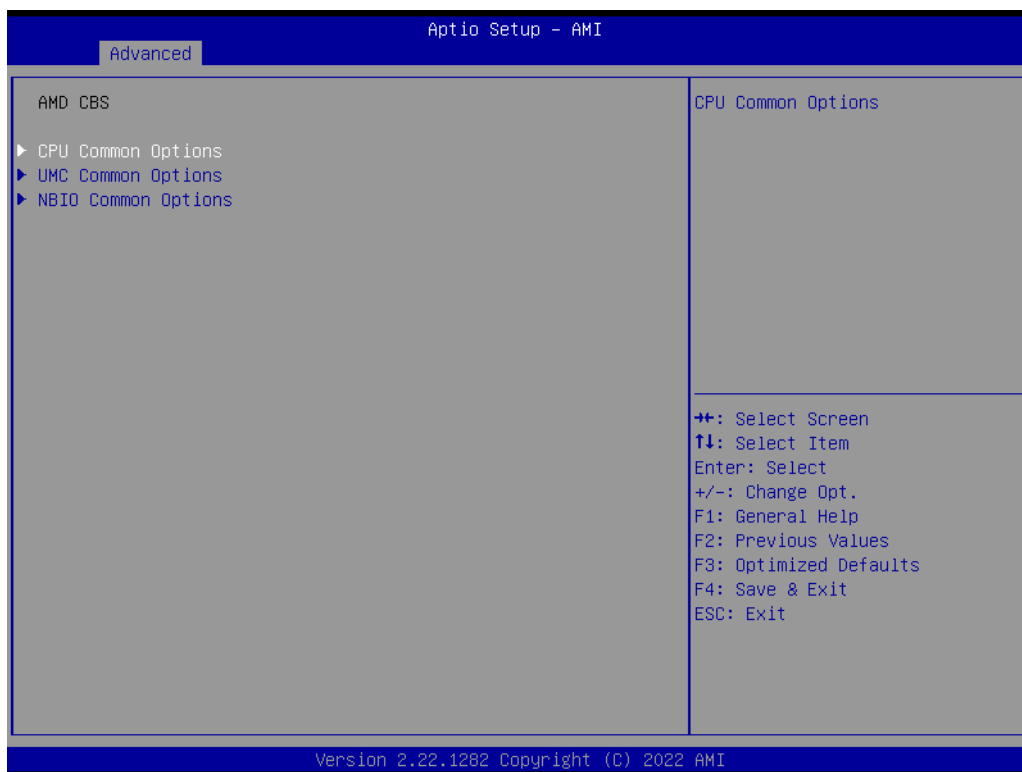 Aptio Setup – AMI
Advanced
AMD CBS
▶ CPU Common Options
▶ UMC Common Options
▶ NBIO Common Options
CPU Common Options
→←: Select Screen
↑↓: Select Item
Enter: Select
+/-: Change Opt.
F1: General Help
F2: Previous Values
F3: Optimized Defaults
F4: Save & Exit
ESC: Exit
Version 2.22.1282 Copyright (C) 2022 AMI